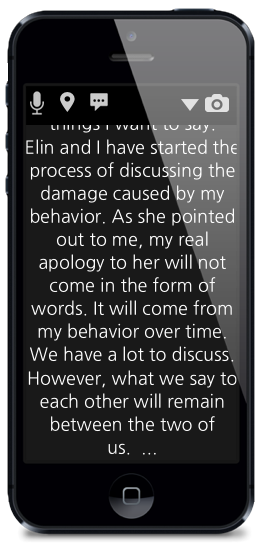 things I want to say.
Elin and I have started the
process of discussing the
damage caused by my
behavior. As she pointed
out to me, my real
apology to her will not
come in the form of
words. It will come from
my behavior over time.
We have a lot to discuss.
However, what we say to
each other will remain
between the two of
us.  ...